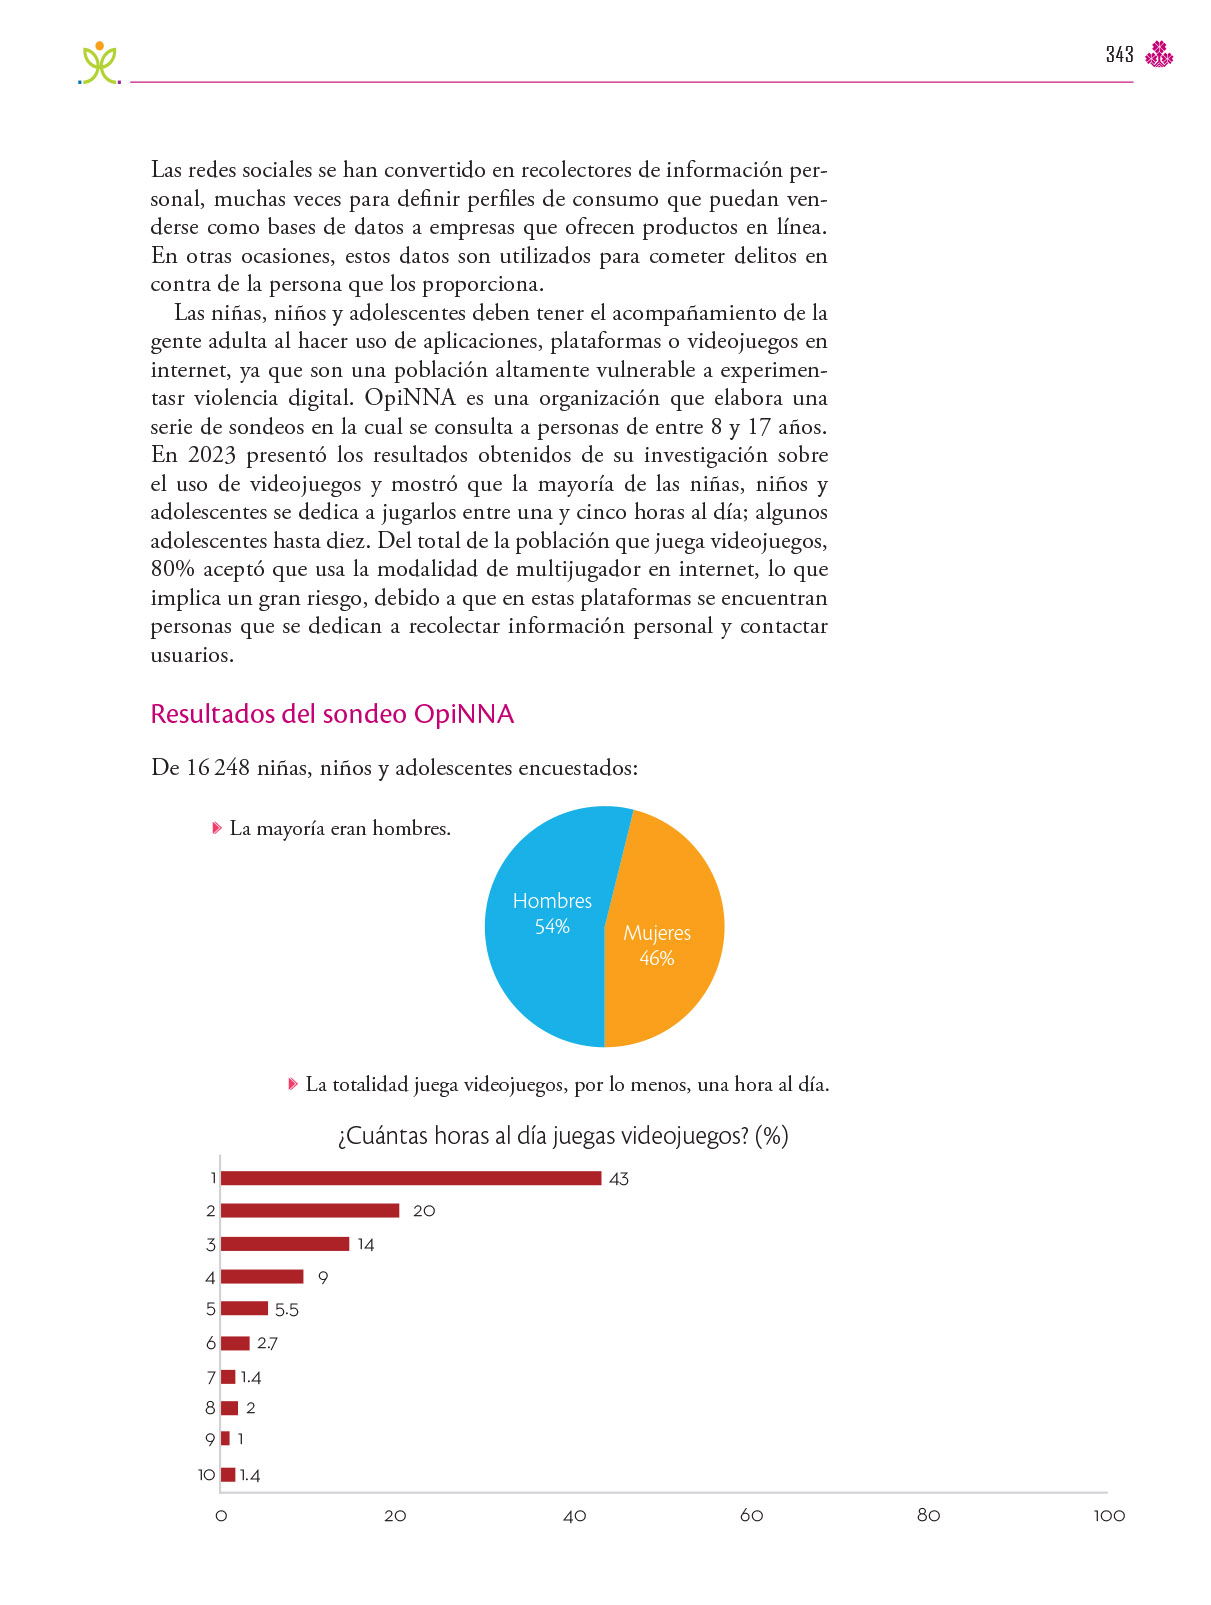 343
Las redes sociales se han convertido en recolectores de información per-
sonal, muchas veces para definir perfiles de consumo que puedan ven-
derse como bases de datos a empresas que ofrecen productos en línea.
En otras ocasiones, estos datos son utilizados para cometer delitos en
contra de la persona que los proporciona.
Las niñas, niños y adolescentes deben tener el acompañamiento de la
gente adulta al hacer uso de aplicaciones, plataformas o videojuegos en
internet, ya que son una población altamente vulnerable a experimen-
tasr violencia digital. OpiNNA es una organización que elabora una
serie de sondeos en la cual se consulta a personas de entre 8 y 17 años.
En 2023 presentó los resultados obtenidos de su investigación sobre
el uso de videojuegos y mostró que la mayoría de las niñas, niños y
adolescentes se dedica a jugarlos entre una y cinco horas al día; algunos
adolescentes hasta diez. Del total de la población que juega videojuegos,
80% aceptó que usa la modalidad de multijugador en internet, lo que
implica un gran riesgo, debido a que en estas plataformas se encuentran
personas que se dedican a recolectar información personal y contactar
usuarios.
Resultados del sondeo OpiNNA
De 16 248 niñas, niños y adolescentes encuestados:
La mayoría eran hombres.
Hombres
54%
Mujeres
46%
La totalidad juega videojuegos, por lo menos, una hora al día.
¿Cuántas horas al día juegas videojuegos? (%)
1 43
2 20
3 14
4 9
5 5.5
6 2.7
7 1.4
8 2
9 1
10 1.4
0 20 40 60 80 100